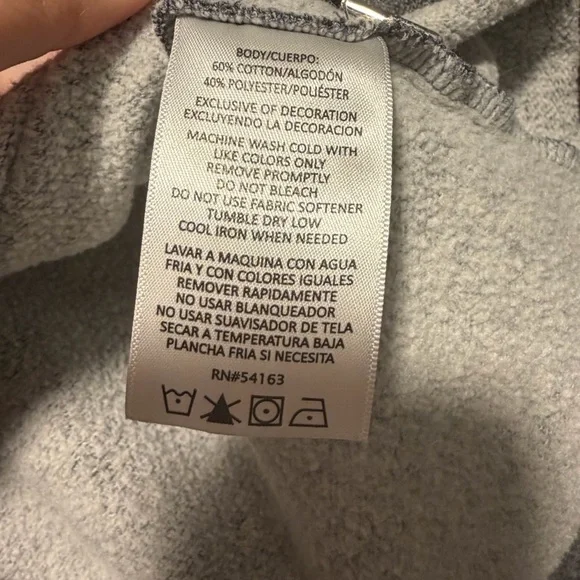 BODY/CUERPO:
60% COTTON/ALGODÓN
40% POLYESTER/POLIÉSTER
EXCLUSIVE OF DECORATION
EXCLUYENDO LA DECORACION
MACHINE WASH COLD WITH
LIKE COLORS ONLY
REMOVE PROMPTLY
DO NOT BLEACH
DO NOT USE FABRIC SOFTENER
TUMBLE DRY LOW
COOL IRON WHEN NEEDED
LAVAR A MAQUINA CON AGUA
FRIA Y CON COLORES IGUALES
REMOVER RAPIDAMENTE
NO USAR BLANQUEADOR
NO USAR SUAVISADOR DE TELA
SECAR A TEMPERATURA BAJA
PLANCHA FRIA SI NECESITA
RN#54163